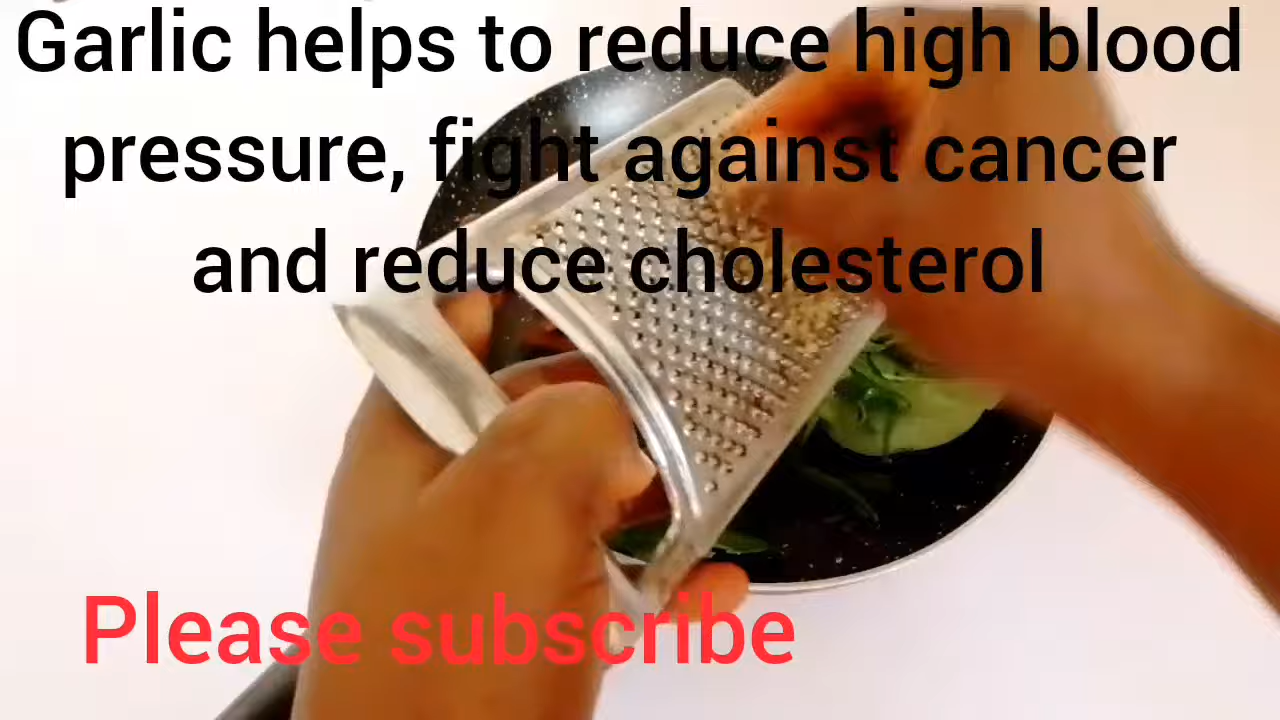 Garlic helps to reduce high blood
pressure, fight against cancer
and reduce cholesterol
Please subscribe